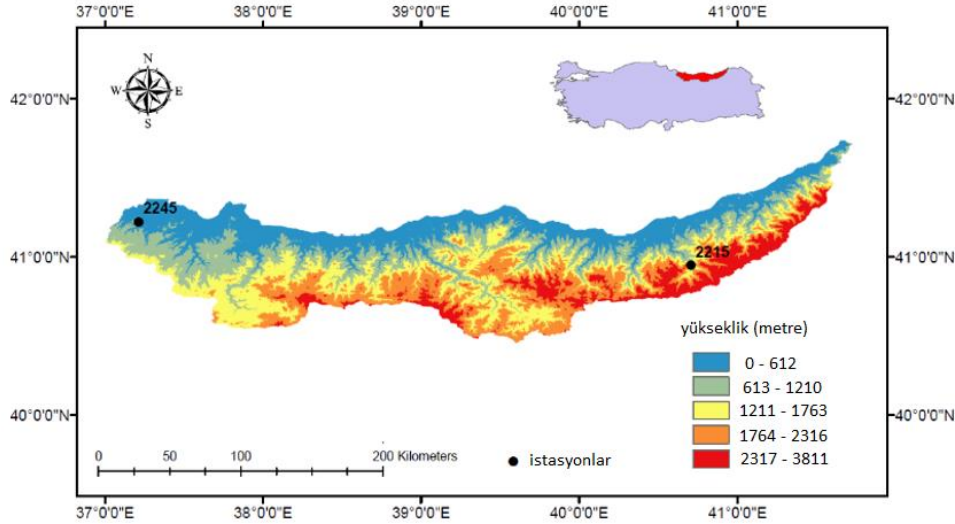 37°0'0"E 38°0'0"E 39°0'0"E 40°0'0"E 41°0'0"E
N
W E
S
42°0'0"N 42°0'0"N
2245
41°0'0"N 41°0'0"N
2215
yükseklik (metre)
0 - 612
613 - 1210
1211 - 1763
1764 - 2316
2317 - 3811
40°0'0"N 40°0'0"N
0 50 100 200 Kilometers
istasyonlar
37°0'0"E 38°0'0"E 39°0'0"E 40°0'0"E 41°0'0"E